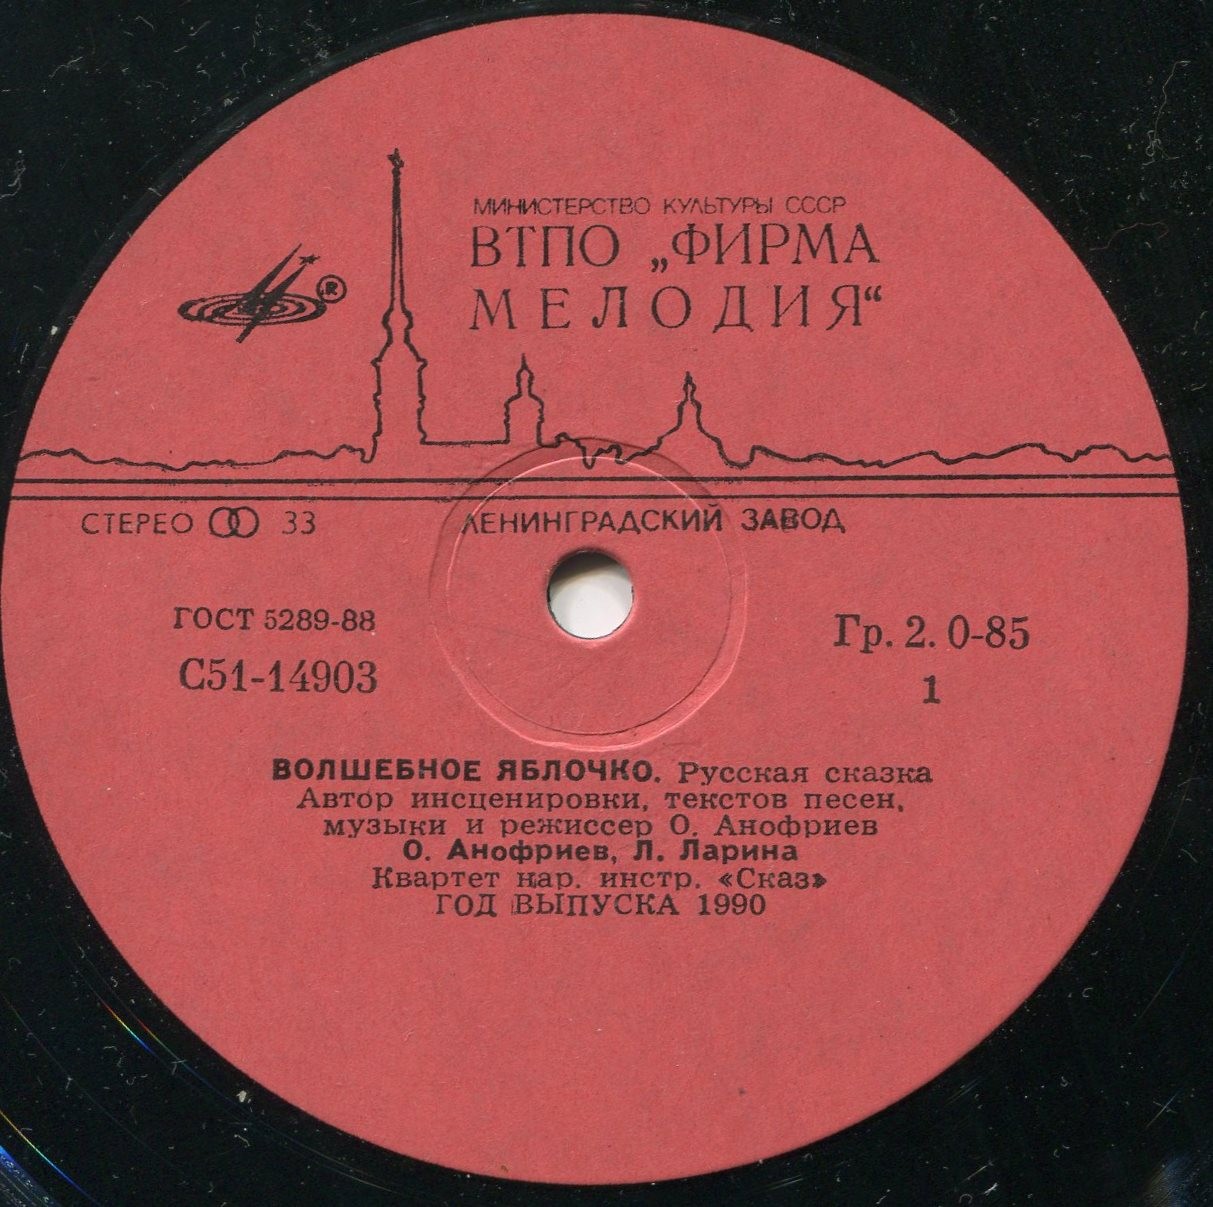 МИНИСТЕРСТВО КУЛЬТУРЫ СССР
ВТПО „ФИРМА
МЕЛОДИЯ“
®
СТЕРЕО 33
ЛЕНИНГРАДСКИЙ ЗАВОД
ГОСТ 5289-88
С51-14903
Гр. 2. 0-85
1
ВОЛШЕБНОЕ ЯБЛОЧКО. Русская сказка
Автор инсценировки, текстов песен,
музыки и режиссер О. Анофриев
О. Анофриев, Л. Ларина
Квартет нар. инстр. «Сказ»
ГОД ВЫПУСКА 1990